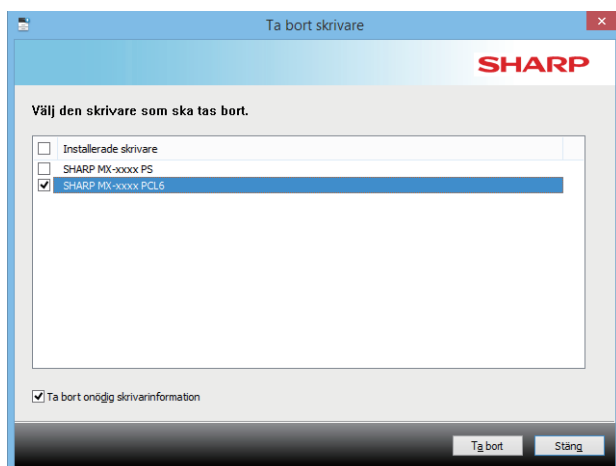 Ta bort skrivare
SHARP
Välj den skrivare som ska tas bort.
Installerade skrivare
SHARP MX-xxxx PS
SHARP MX-xxxx PCL6
Ta bort onödig skrivarinformation
Ta bort
Stäng